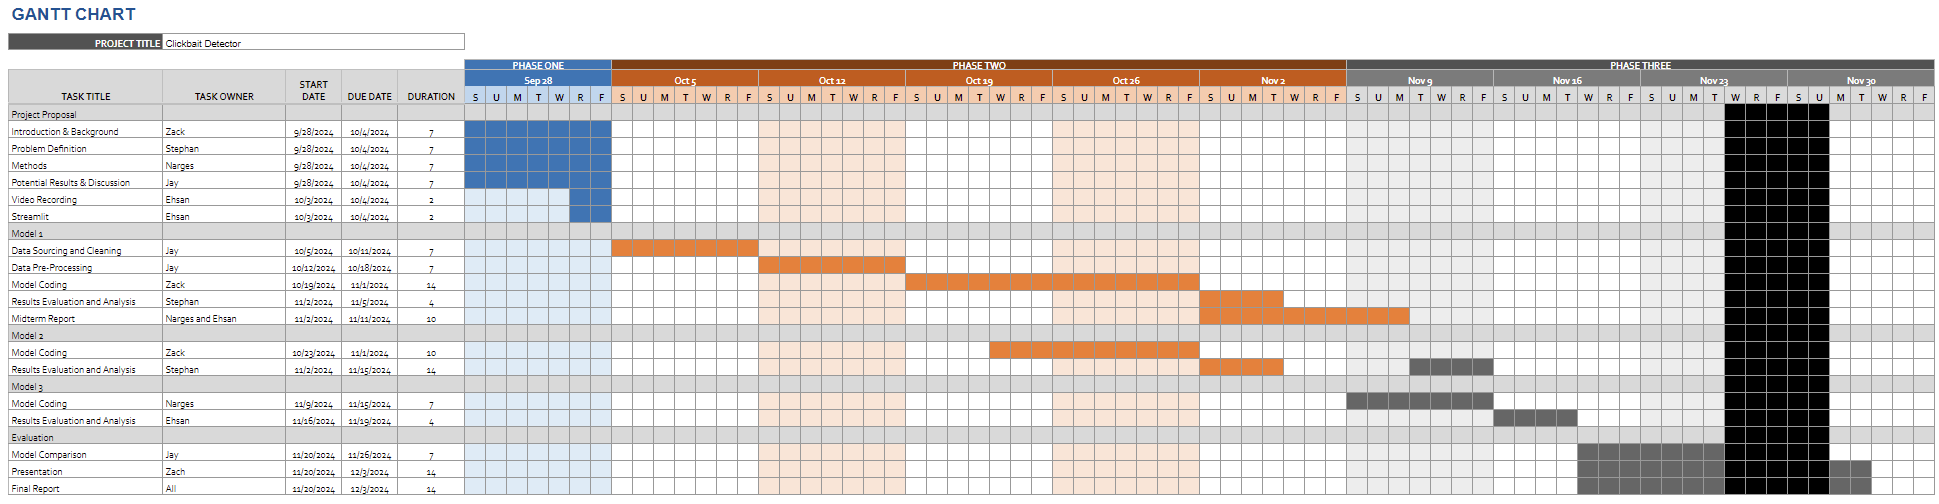 GANTT CHART
PROJECT TITLE Clickbait Detector
PHASE ONE PHASE TWO PHASE THREE
Sep 28 Oct 5 Oct 12 Oct 19 Oct 26 Nov 2 Nov 9 Nov 16 Nov 23 Nov 30
TASK TITLE TASK OWNER START DATE DUE DATE DURATION S U M T W R F S U M T W R F S U M T W R F S U M T W R F S U M T W R F S U M T W R F S U M T W R F S U M T W R F S U M T W R F S U M T W R F
Project Proposal
Introduction & Background Zack 9/28/2024 10/4/2024 7
Problem Definition Stephan 9/28/2024 10/4/2024 7
Methods Narges 9/28/2024 10/4/2024 7
Potential Results & Discussion Jay 9/28/2024 10/4/2024 7
Video Recording Ehsan 10/3/2024 10/4/2024 2
Streamlit Ehsan 10/3/2024 10/4/2024 2
Model 1
Data Sourcing and Cleaning Jay 10/5/2024 10/11/2024 7
Data Pre-Processing Jay 10/12/2024 10/18/2024 7
Model Coding Zack 10/19/2024 11/1/2024 14
Results Evaluation and Analysis Stephan 11/2/2024 11/5/2024 4
Midterm Report Narges and Ehsan 11/2/2024 11/11/2024 10
Model 2
Model Coding Zack 10/23/2024 11/1/2024 10
Results Evaluation and Analysis Stephan 11/2/2024 11/15/2024 14
Model 3
Model Coding Narges 11/9/2024 11/15/2024 7
Results Evaluation and Analysis Ehsan 11/16/2024 11/19/2024 4
Evaluation
Model Comparison Jay 11/20/2024 11/26/2024 7
Presentation Zach 11/20/2024 12/3/2024 14
Final Report All 11/20/2024 12/3/2024 14